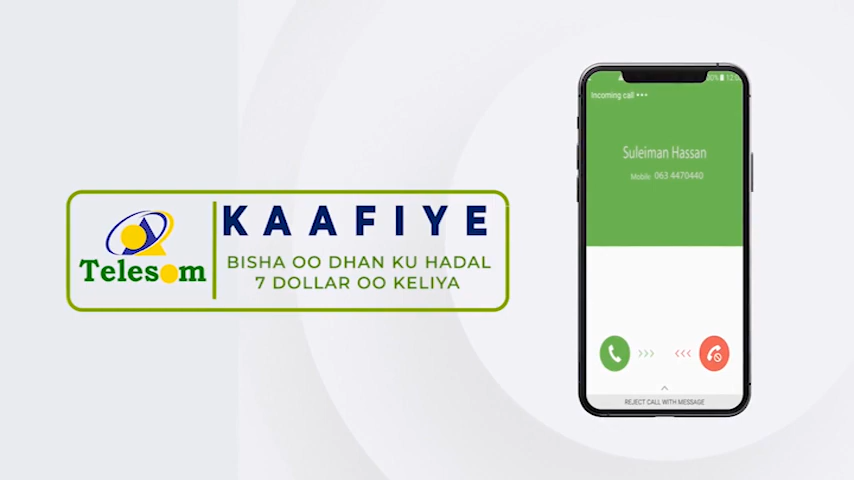 Telesom
KAAFIYE
BISHA OO DHAN KU HADAL
7 DOLLAR OO KELIYA
Incoming call •••
Suleiman Hassan
Mobile 063 4470440
REJECT CALL WITH MESSAGE